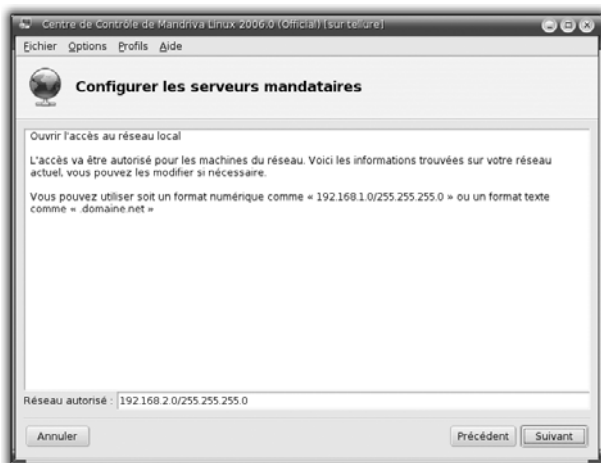 Centre de Contrôle de Mandriva Linux 2006.0 (Official) [sur tellure]
Fichier Options Profils Aide
Configurer les serveurs mandataires
Ouvrir l'accès au réseau local
L'accès va être autorisé pour les machines du réseau. Voici les informations trouvées sur votre réseau
actuel, vous pouvez les modifier si nécessaire.
Vous pouvez utiliser soit un format numérique comme « 192.168.1.0/255.255.255.0 » ou un format texte
comme « .domaine.net »
Réseau autorisé : 192.168.2.0/255.255.255.0
Annuler Précédent Suivant